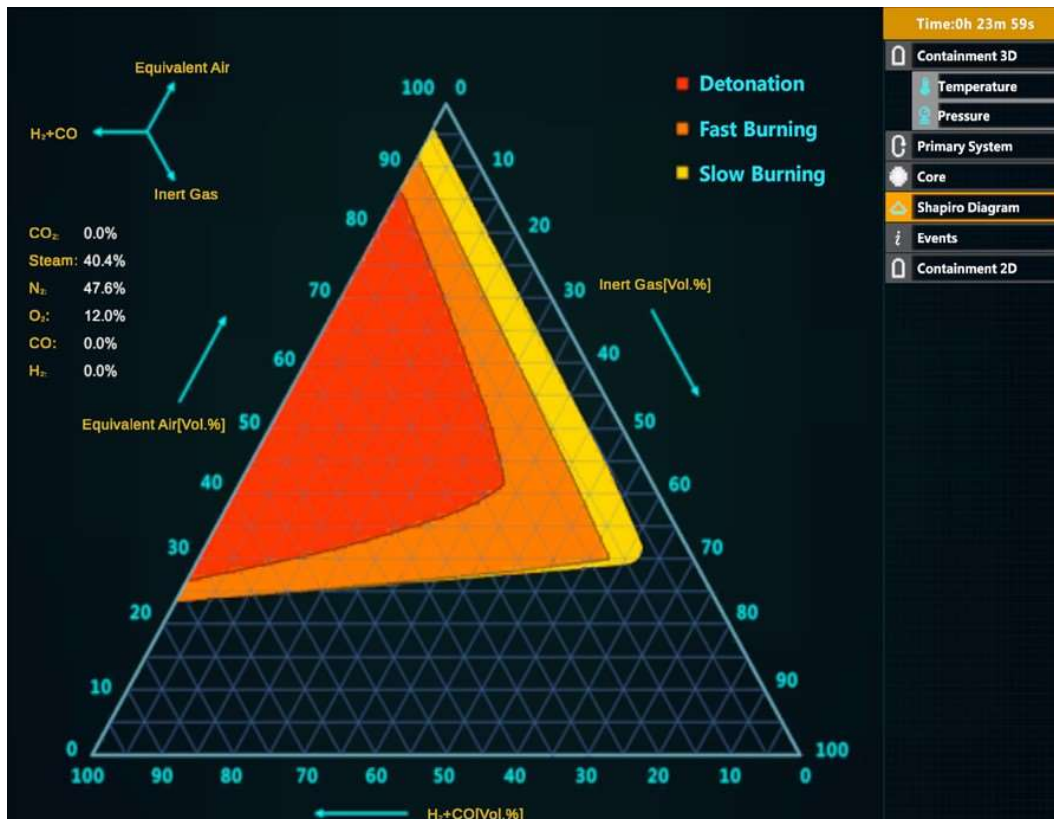 Time:0h 23m 59s
Containment 3D
Temperature
Pressure
Primary System
Core
Shapiro Diagram
i Events
Containment 2D
Equivalent Air
H₂+CO
Inert Gas
Detonation
Fast Burning
Slow Burning
CO₂: 0.0%
Steam: 40.4%
N₂: 47.6%
O₂: 12.0%
CO: 0.0%
H₂: 0.0%
Equivalent Air[Vol.%]
Inert Gas[Vol.%]
100 0
90 10
80 20
70 30
60 40
50 50
40 60
30 70
20 80
10 90
0 100
100 90 80 70 60 50 40 30 20 10 0
H₂+CO[Vol.%]